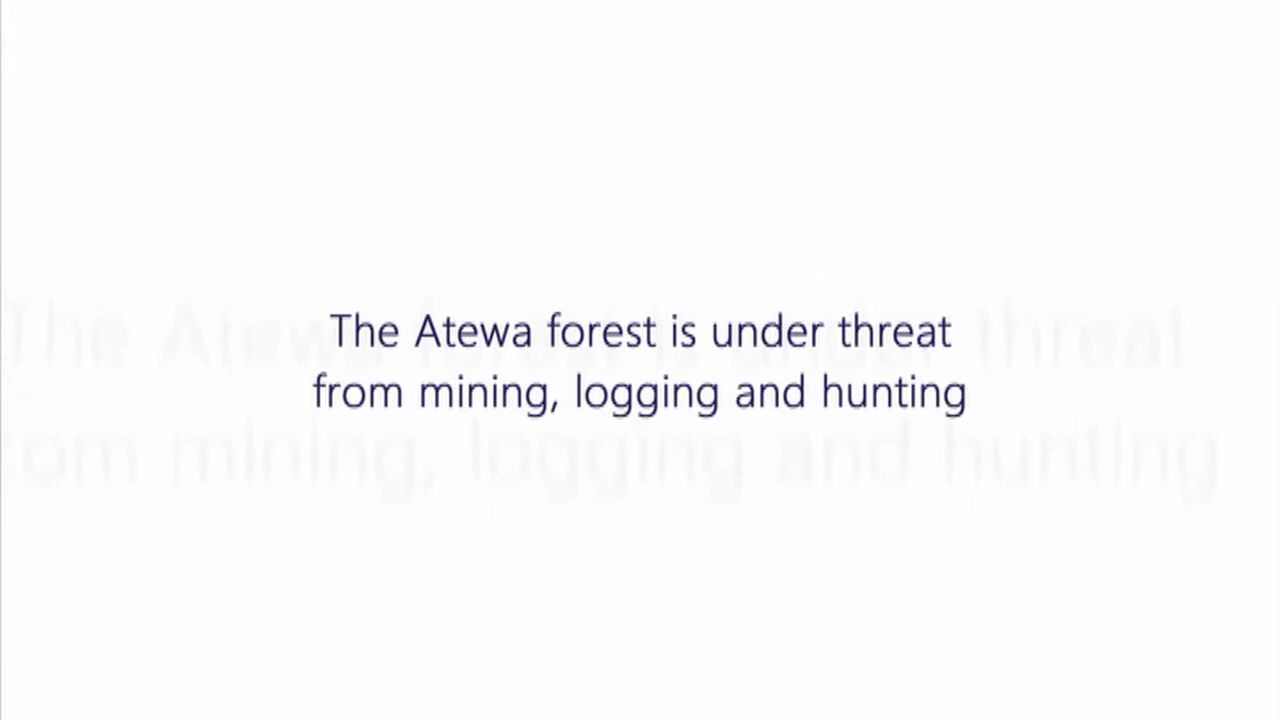 The Atewa forest is under threat
from mining, logging and hunting